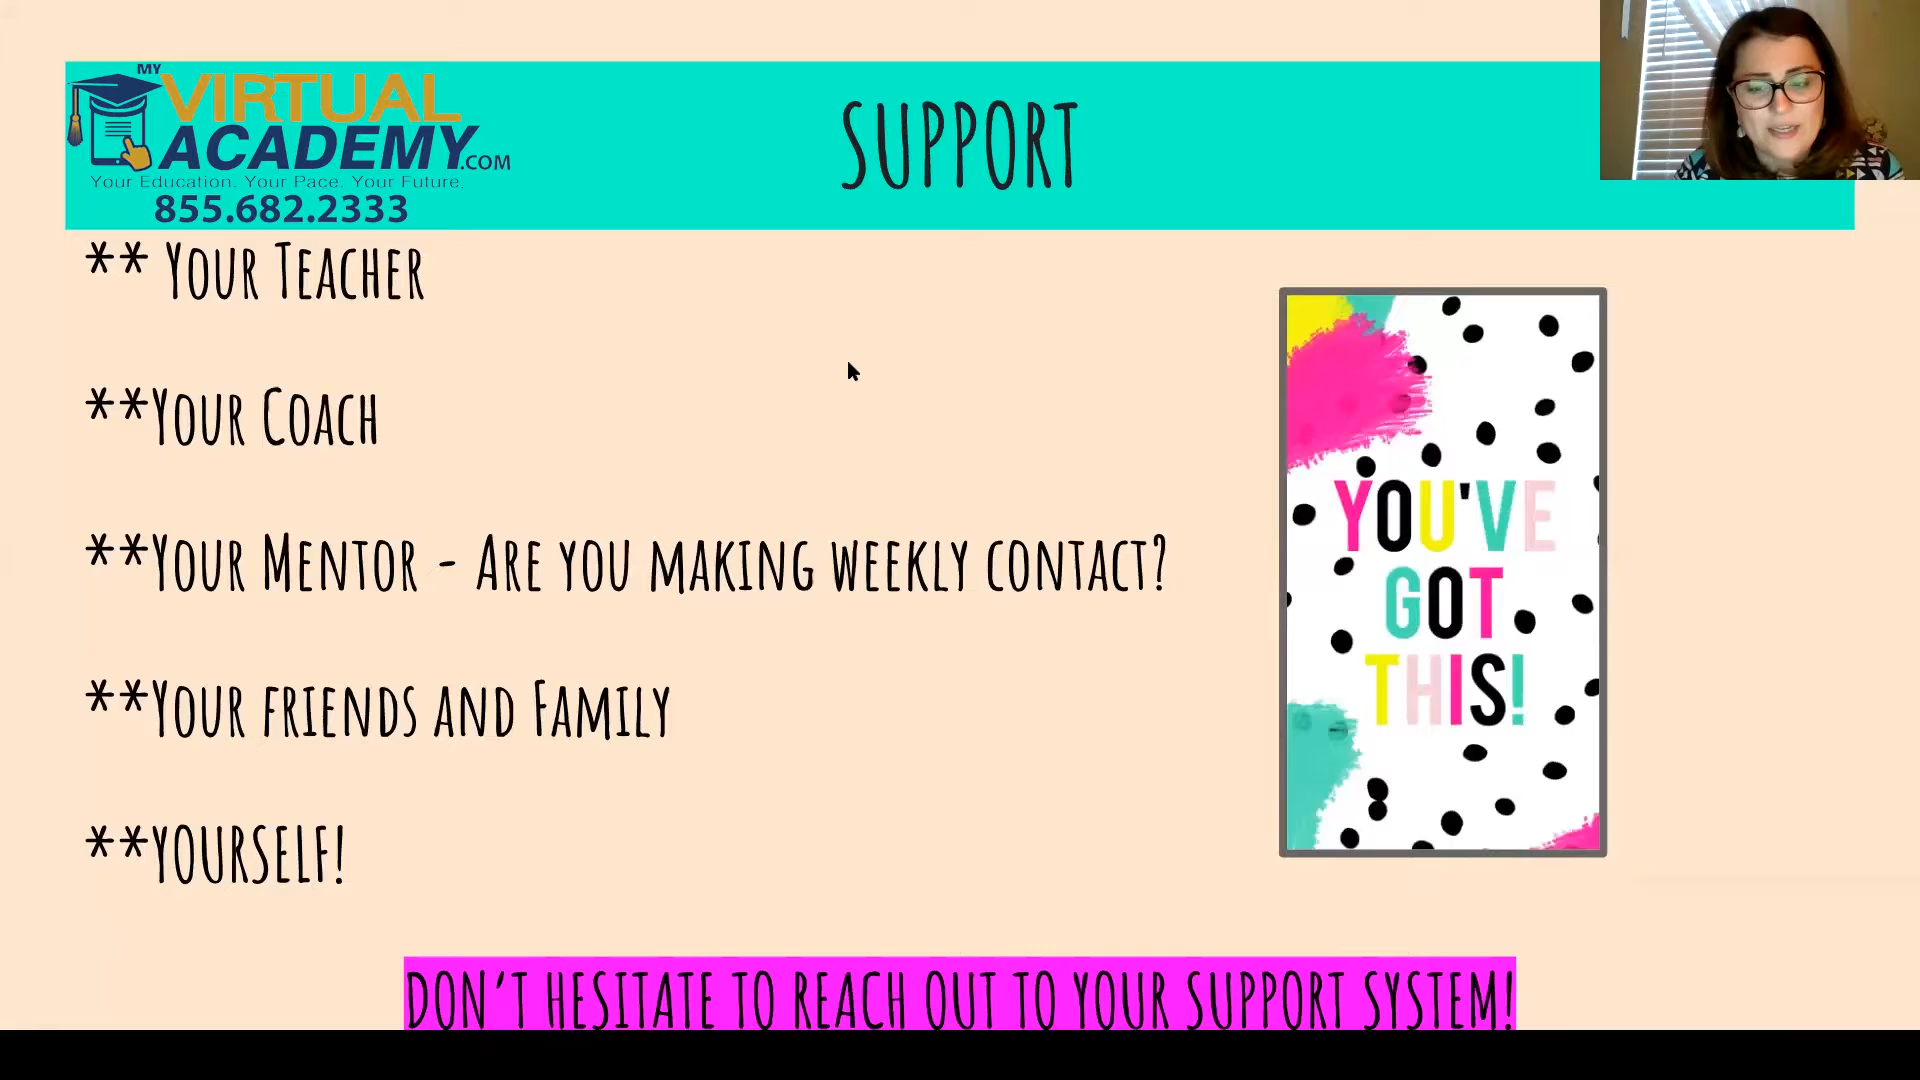 MY
VIRTUAL
ACADEMY.COM
Your Education. Your Pace. Your Future.
855.682.2333
SUPPORT
** YOUR TEACHER
**YOUR COACH
**YOUR MENTOR - ARE YOU MAKING WEEKLY CONTACT?
**YOUR FRIENDS AND FAMILY
**YOURSELF!
YOU'VE
GOT
THIS!
DON'T HESITATE TO REACH OUT TO YOUR SUPPORT SYSTEM!